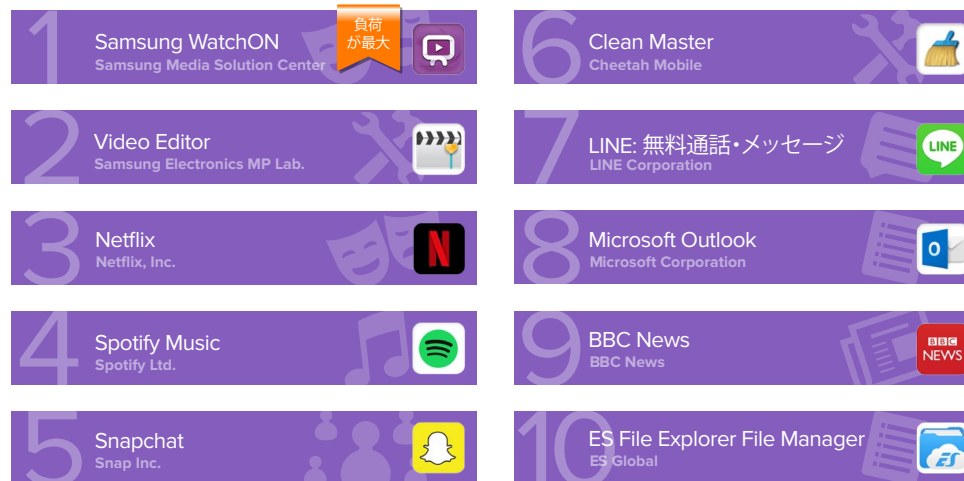 1
Samsung WatchON
Samsung Media Solution Center
負荷
が最大
2
Video Editor
Samsung Electronics MP Lab.
3
Netflix
Netflix, Inc.
N
4
Spotify Music
Spotify Ltd.
5
Snapchat
Snap Inc.
6
Clean Master
Cheetah Mobile
7
LINE: 無料通話・メッセージ
LINE Corporation
LINE
8
Microsoft Outlook
Microsoft Corporation
O
9
BBC News
BBC News
BBC
NEWS
10
ES File Explorer File Manager
ES Global
ES